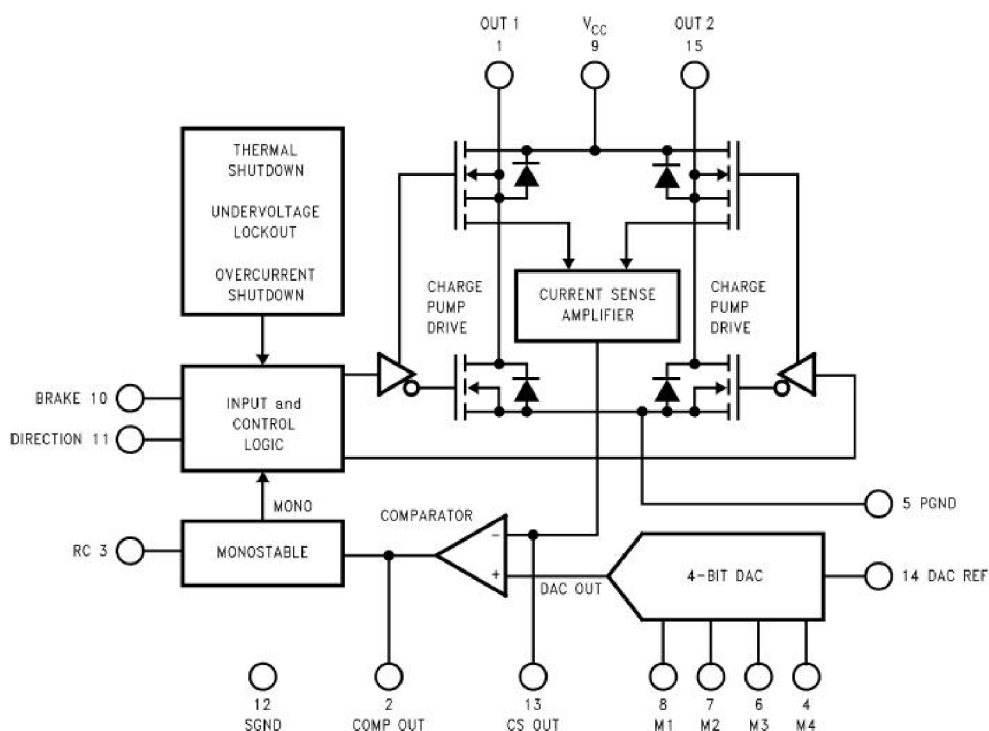 OUT 1
1
VCC
9
OUT 2
15
THERMAL
SHUTDOWN
UNDERVOLTAGE
LOCKOUT
OVERCURRENT
SHUTDOWN
CHARGE
PUMP
DRIVE
CURRENT SENSE
AMPLIFIER
CHARGE
PUMP
DRIVE
BRAKE 10
DIRECTION 11
INPUT and
CONTROL
LOGIC
MONO
RC 3
MONOSTABLE
COMPARATOR
−
+
DAC OUT
5 PGND
4-BIT DAC
14 DAC REF
12
SGND
2
COMP OUT
13
CS OUT
8
M1
7
M2
6
M3
4
M4